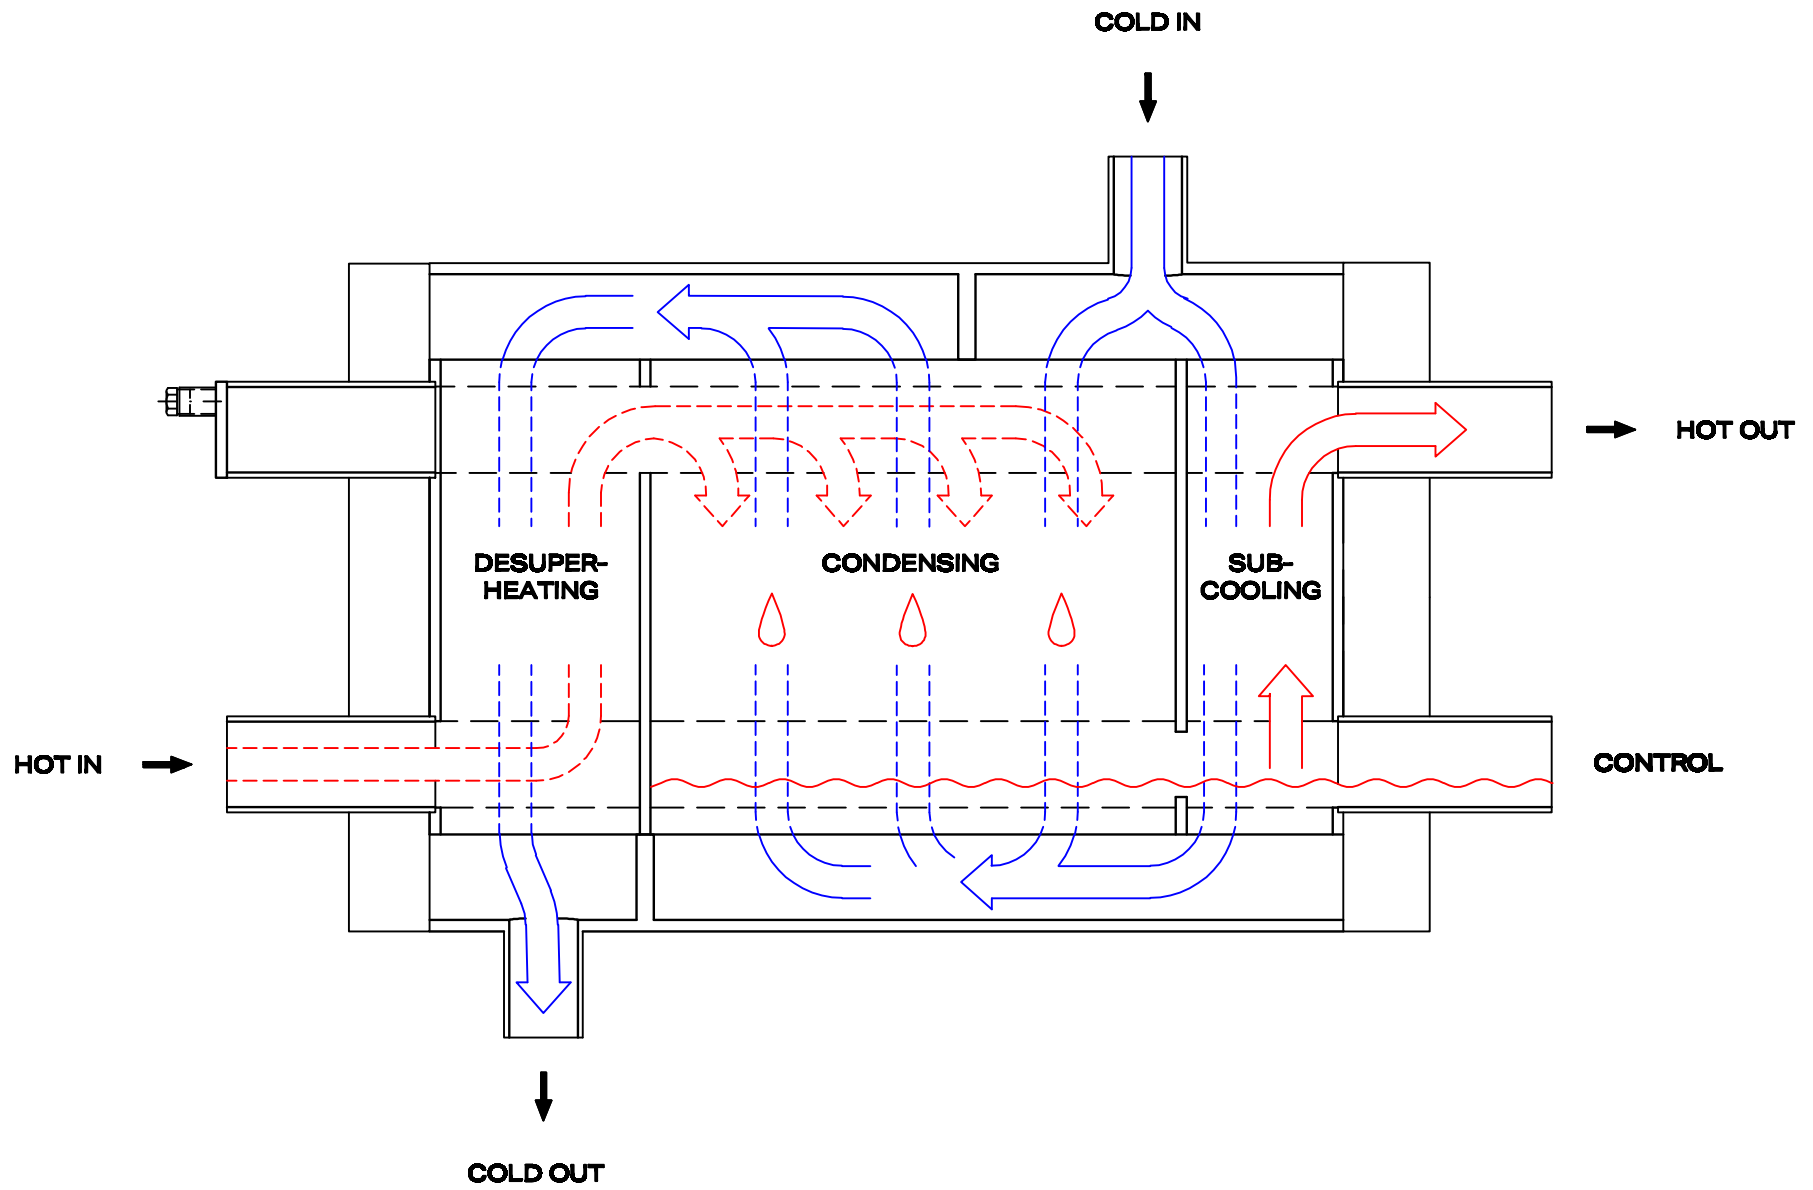 COLD IN
HOT OUT
DESUPER-
HEATING
CONDENSING
SUB-
COOLING
HOT IN
CONTROL
COLD OUT